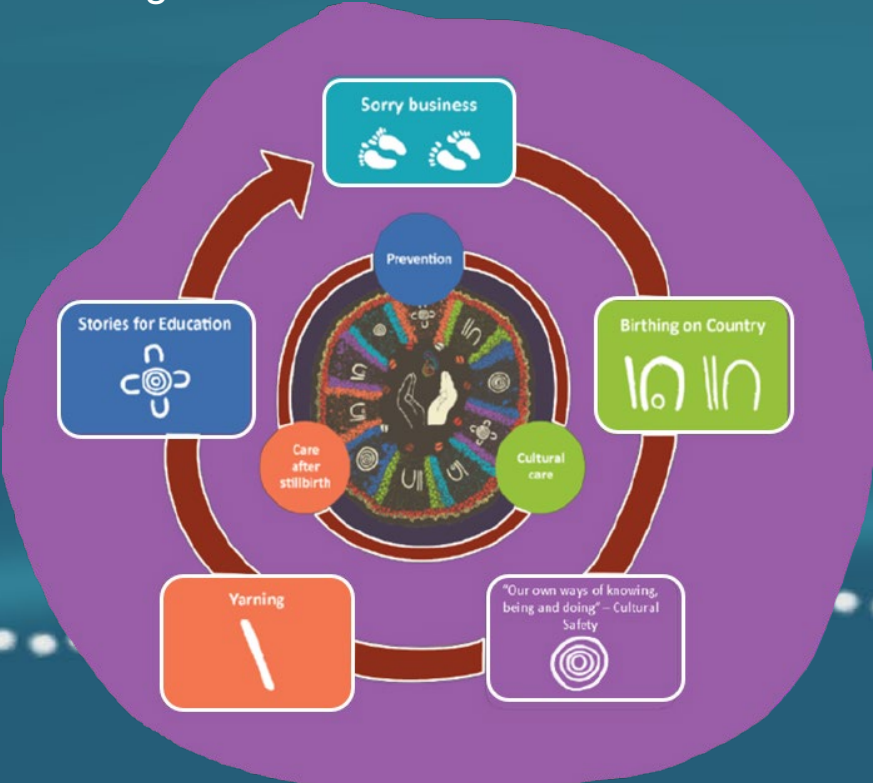 Sorry business
Prevention
Stories for Education
Birthing on Country
Care
after
stillbirth
Cultural
care
Yarning
"Our own ways of knowing,
being and doing" – Cultural
Safety